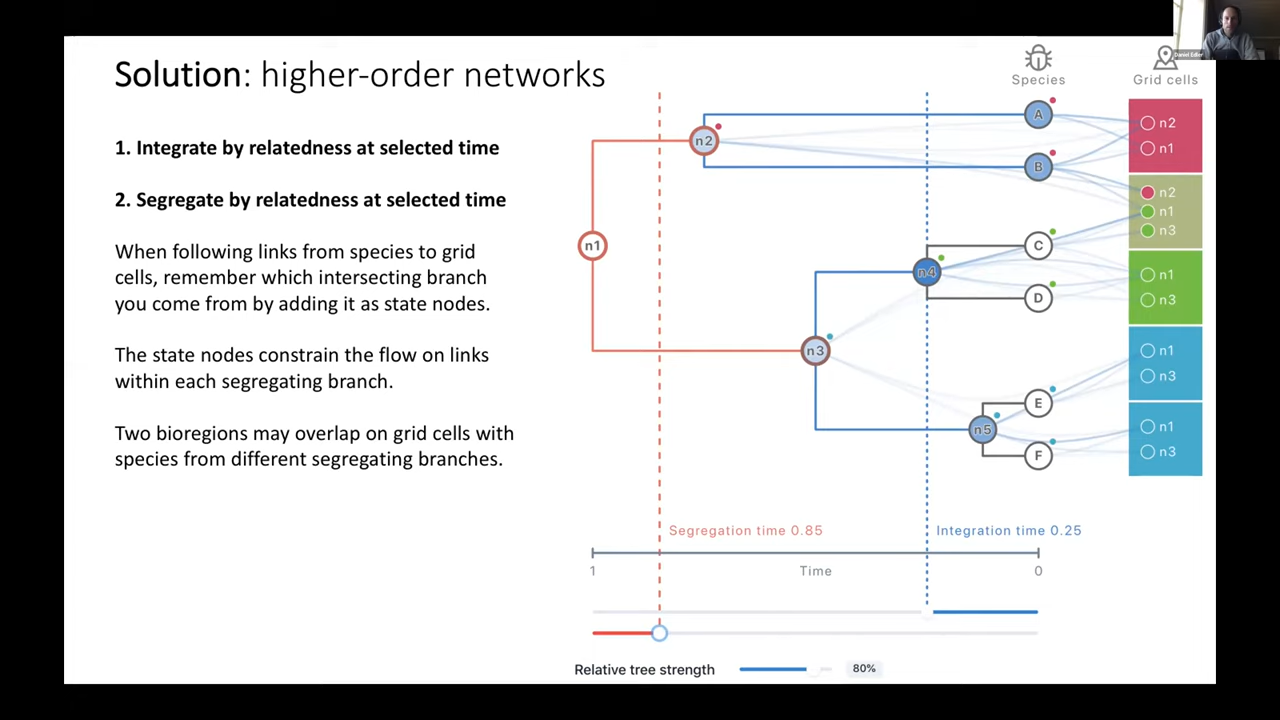 Solution: higher-order networks
1. Integrate by relatedness at selected time
2. Segregate by relatedness at selected time
When following links from species to grid
cells, remember which intersecting branch
you come from by adding it as state nodes.
The state nodes constrain the flow on links
within each segregating branch.
Two bioregions may overlap on grid cells with
species from different segregating branches.
Species
Grid cells
n1
n2
n3
n4
n5
A
B
C
D
E
F
n2
n1
n2
n1
n3
n1
n3
n1
n3
n1
n3
Segregation time 0.85
Integration time 0.25
1
Time
0
Relative tree strength
80%
Daniel Edler